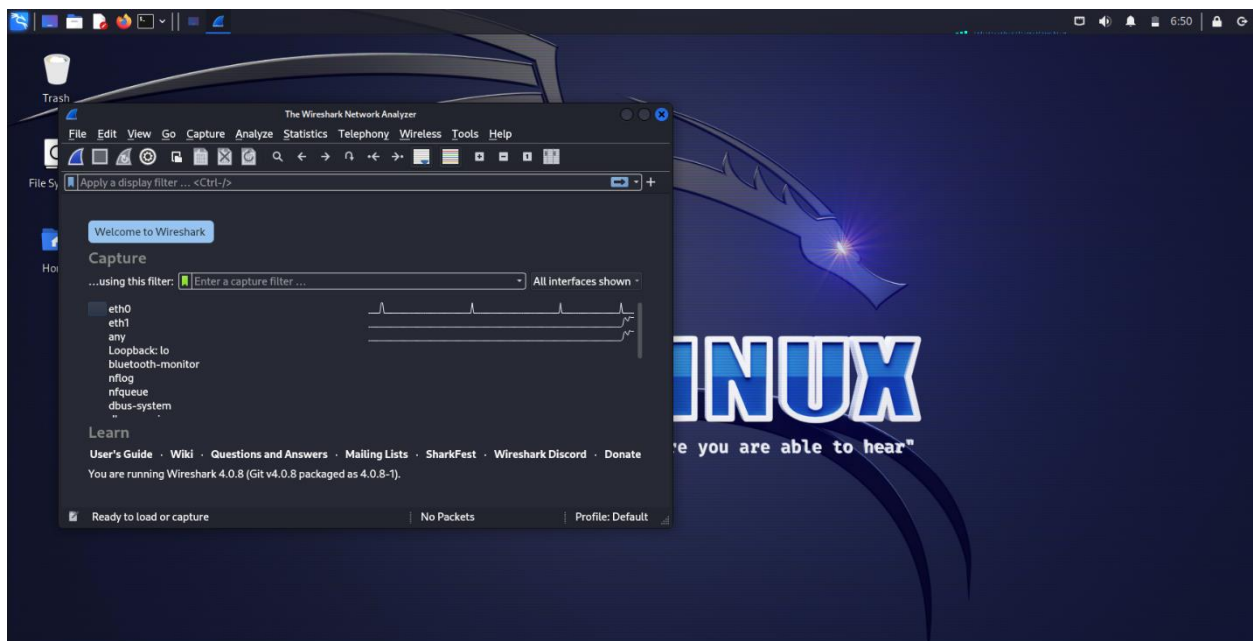 6:50
Trash
The Wireshark Network Analyzer
File Edit View Go Capture Analyze Statistics Telephony Wireless Tools Help
File Sy
Apply a display filter ... <Ctrl-/>
Welcome to Wireshark
Ho
Capture
...using this filter: Enter a capture filter ... All interfaces shown
eth0
eth1
any
Loopback: lo
bluetooth-monitor
nflog
nfqueue
dbus-system
INUX
Learn
User's Guide · Wiki · Questions and Answers · Mailing Lists · SharkFest · Wireshark Discord · Donate
e you are able to hear"
You are running Wireshark 4.0.8 (Git v4.0.8 packaged as 4.0.8-1).
Ready to load or capture No Packets Profile: Default